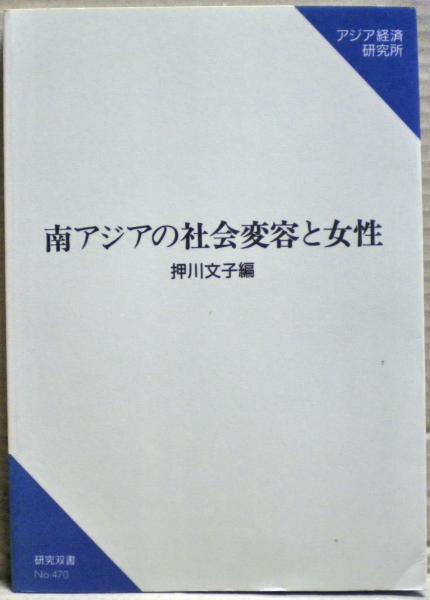 アジア経済
研究所
南アジアの社会変容と女性
押川文子編
研究双書
No.470